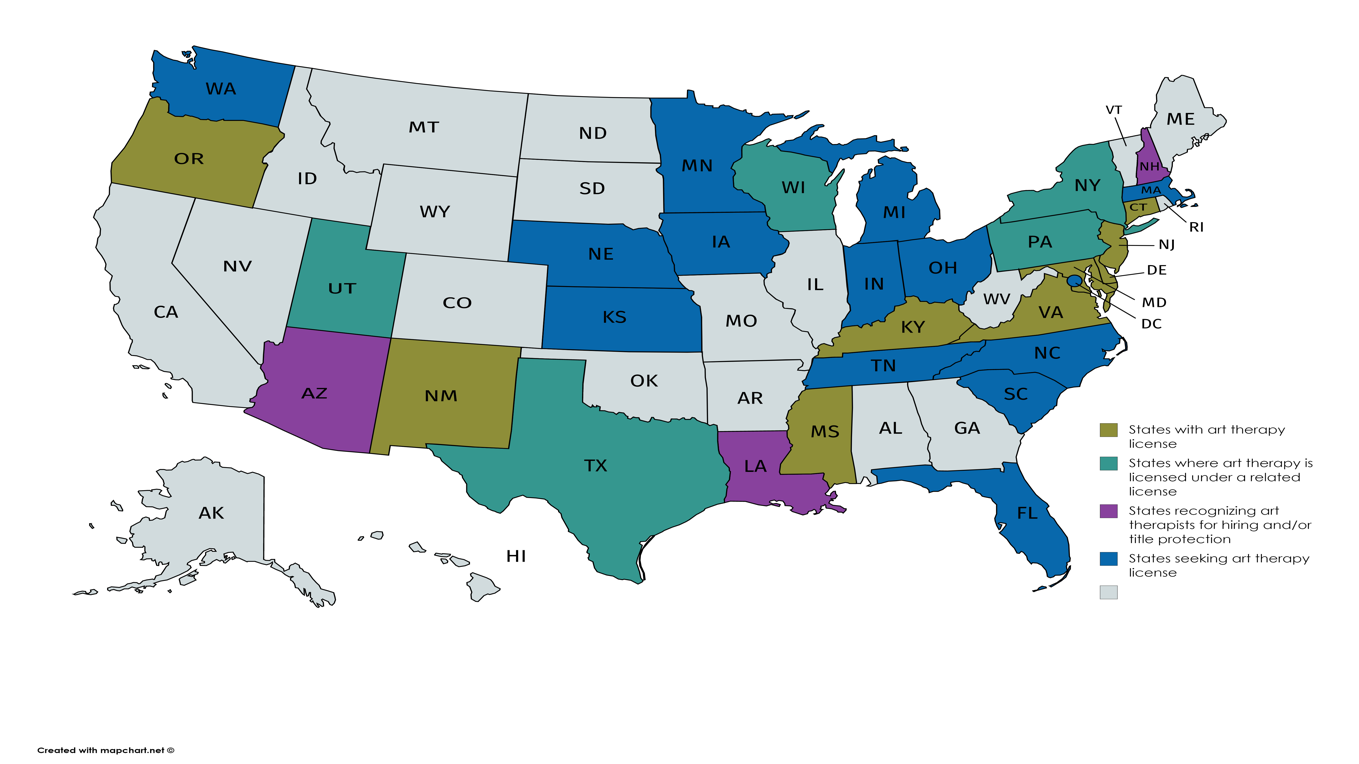 WA
MT
ND
MN
VT
ME
OR
ID
SD
WI
MI
NY
NH
MA
CT
RI
WY
NE
IA
PA
NJ
NV
UT
CO
KS
MO
IL
IN
OH
WV
VA
DE
MD
DC
CA
KY
NC
TN
SC
AZ
NM
OK
AR
MS
AL
GA
LA
TX
FL
AK
HI
States with art therapy
license
States where art therapy is
licensed under a related
license
States recognizing art
therapists for hiring and/or
title protection
States seeking art therapy
license
Created with mapchart.net ©